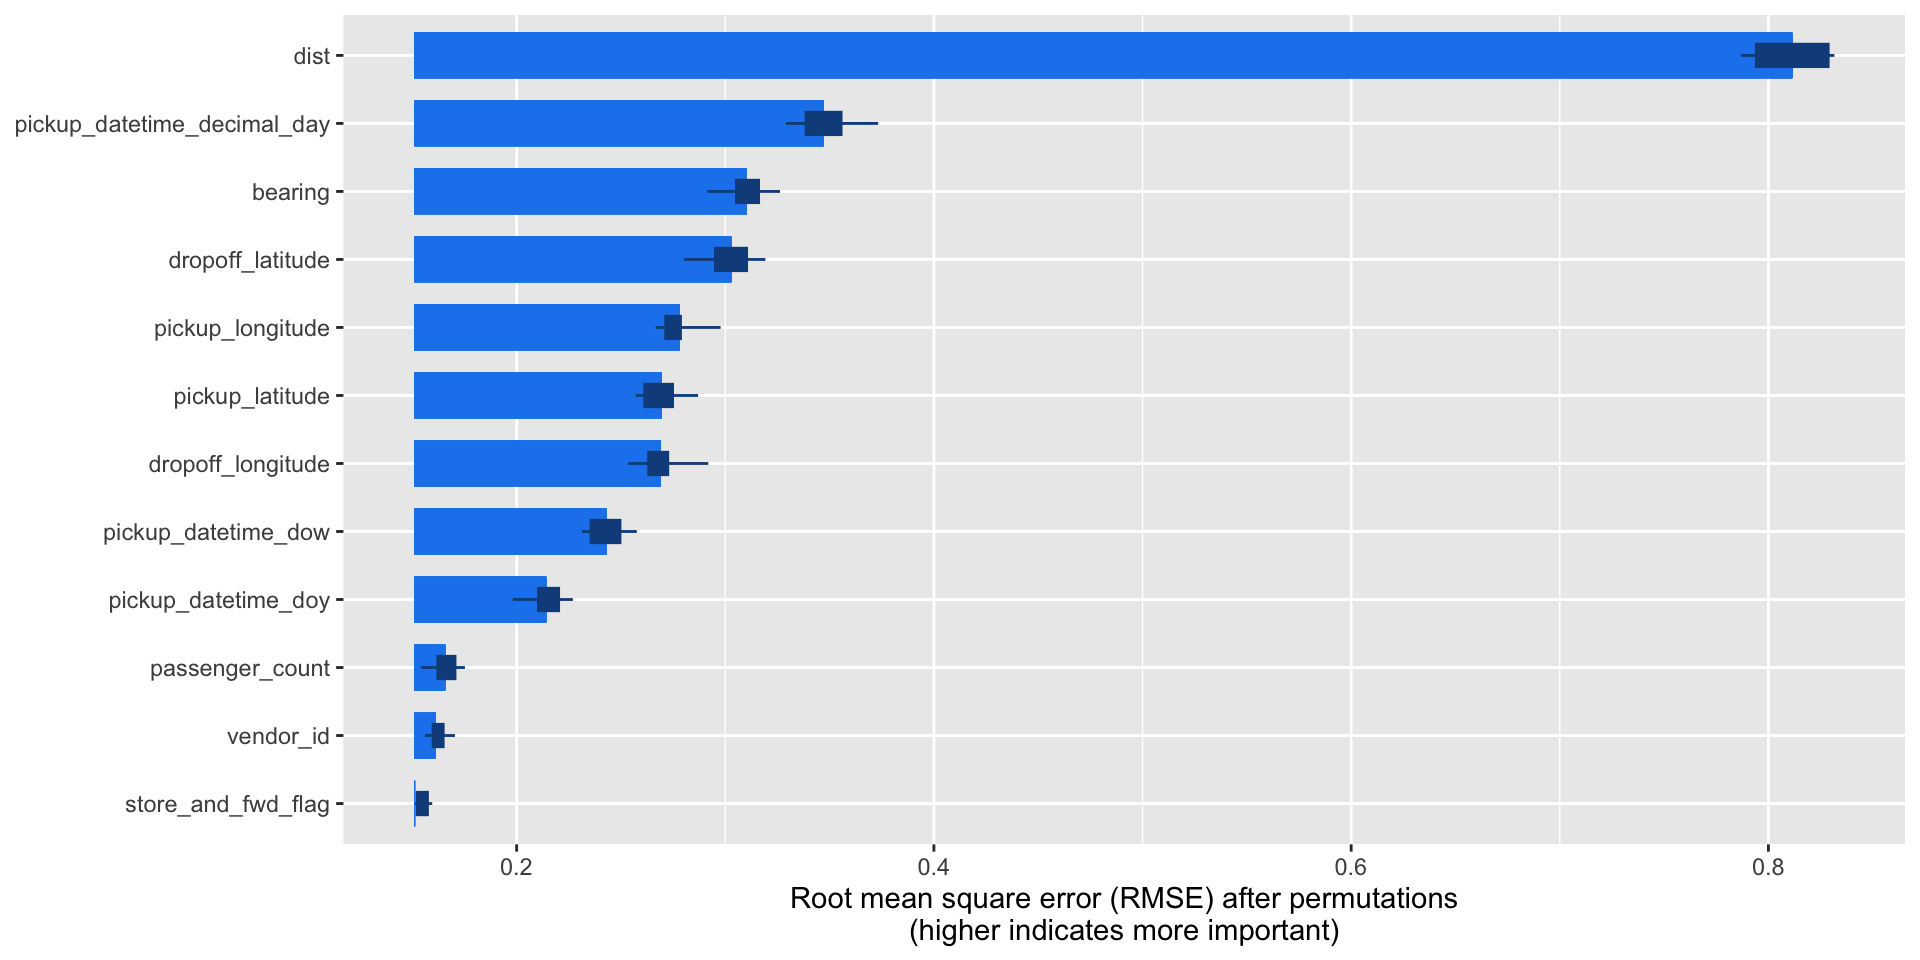 dist
pickup_datetime_decimal_day
bearing
dropoff_latitude
pickup_longitude
pickup_latitude
dropoff_longitude
pickup_datetime_dow
pickup_datetime_doy
passenger_count
vendor_id
store_and_fwd_flag
0.2 0.4 0.6 0.8
Root mean square error (RMSE) after permutations
(higher indicates more important)